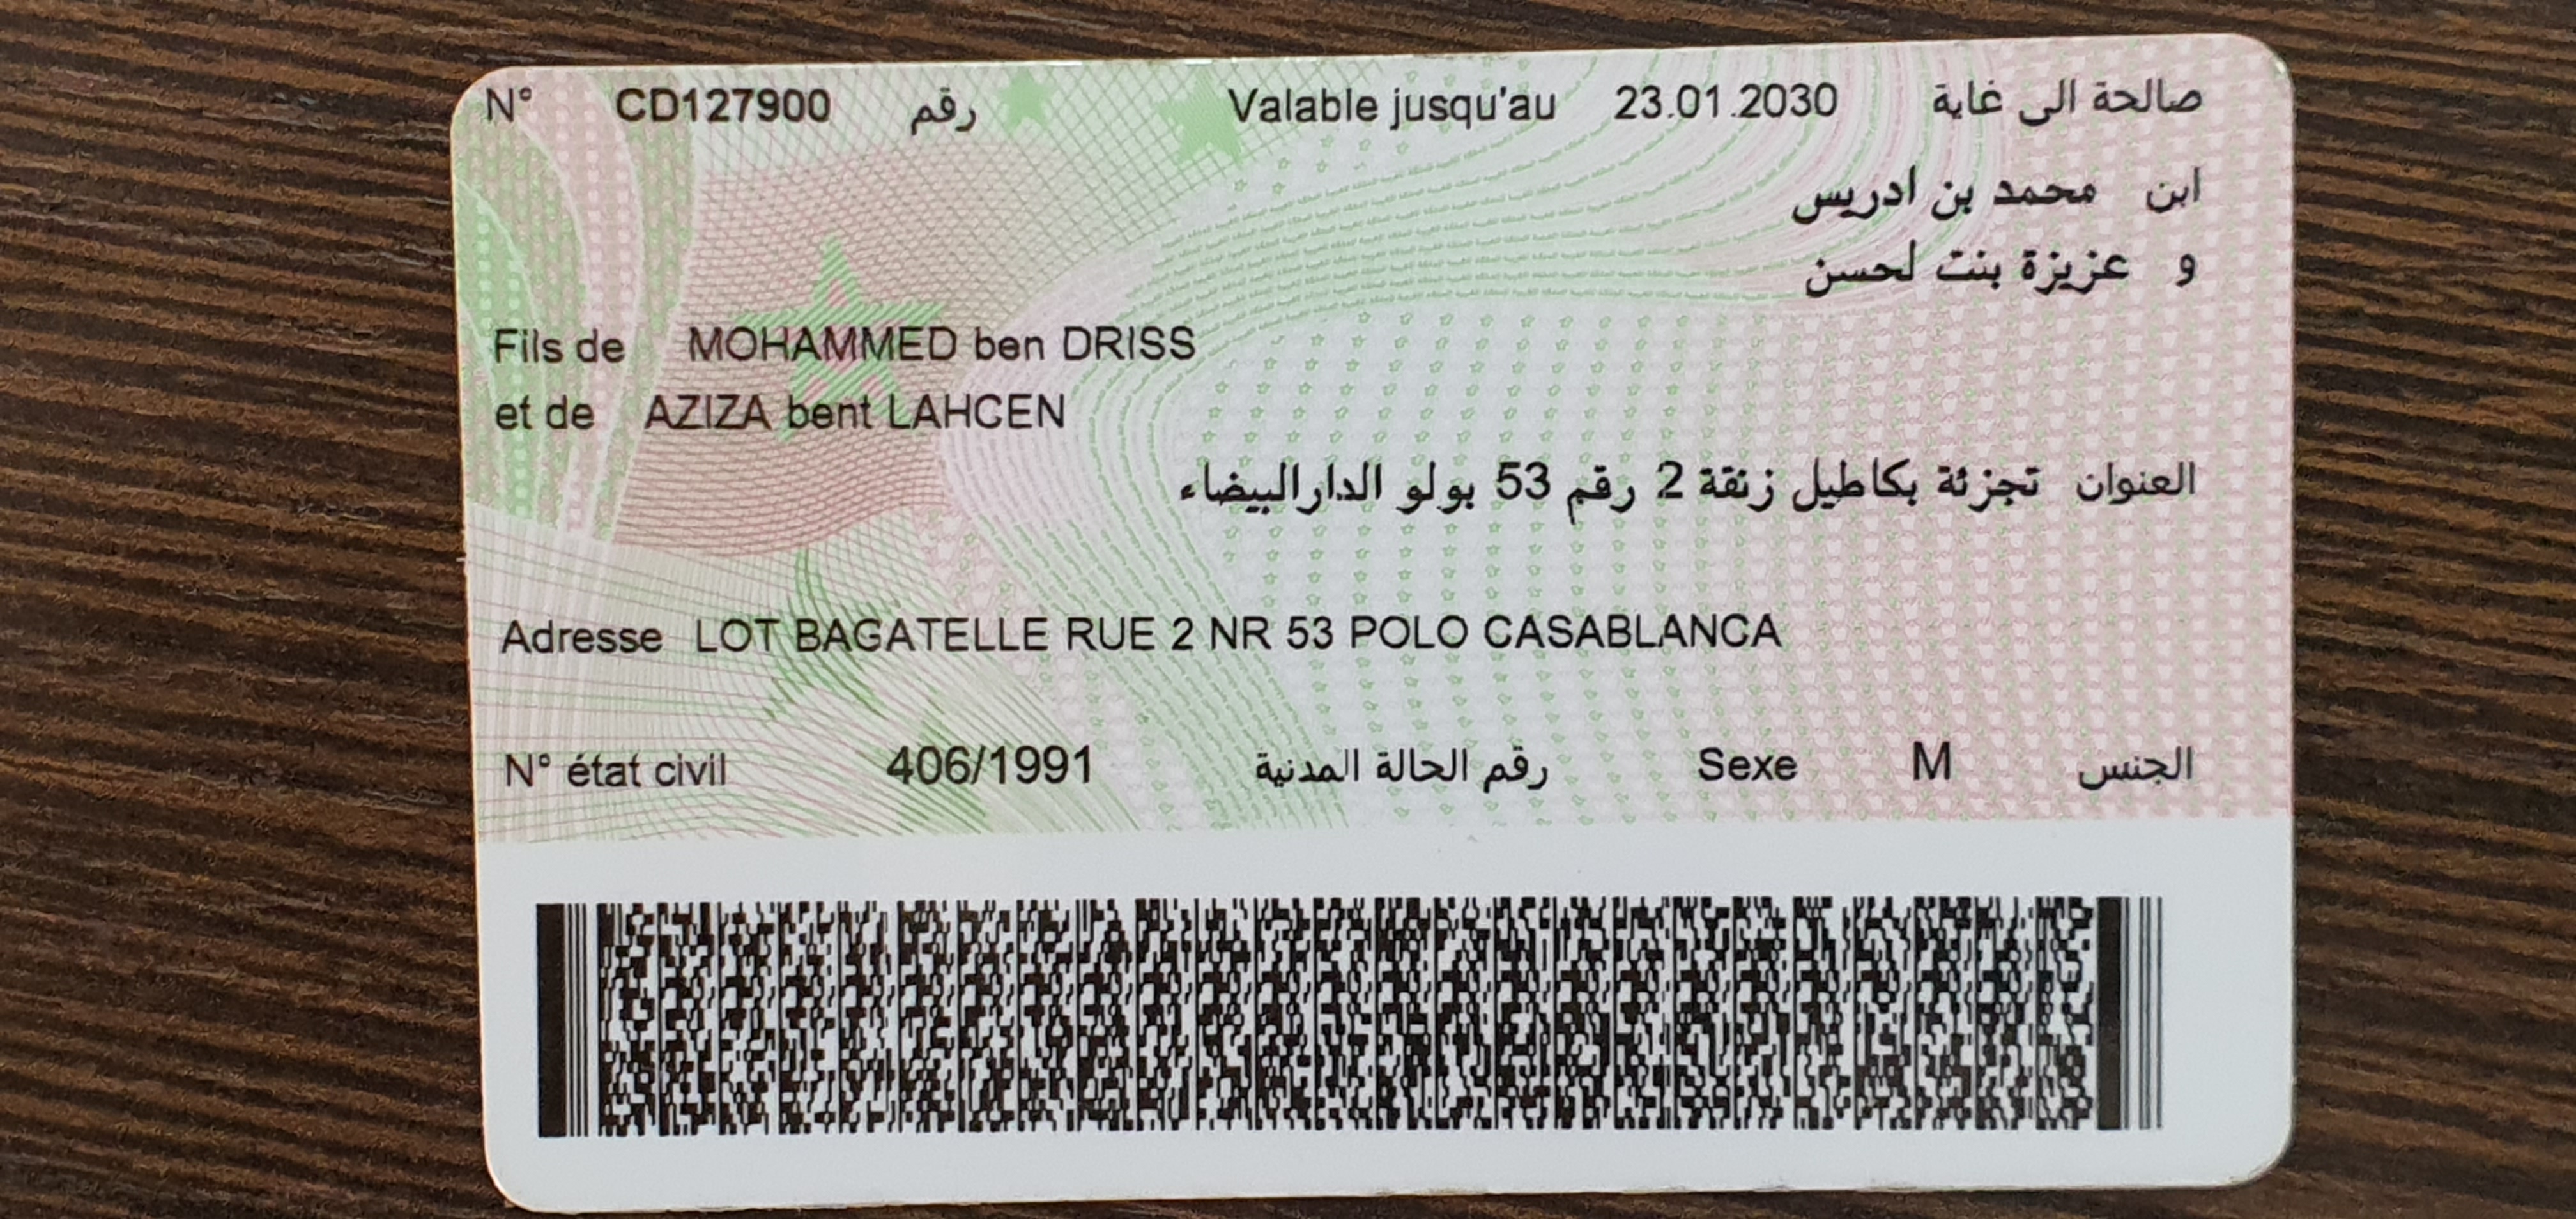 N° CD127900 رقم Valable jusqu'au 23.01.2030 صالحة الى غاية
ابن محمد بن ادريس
و عزيزة بنت لحسن
Fils de MOHAMMED ben DRISS
et de AZIZA bent LAHCEN
العنوان تجزئة بكاطيل زنقة 2 رقم 53 بولو الدارالبيضاء
Adresse LOT BAGATELLE RUE 2 NR 53 POLO CASABLANCA
N° état civil 406/1991 رقم الحالة المدنية Sexe M الجنس